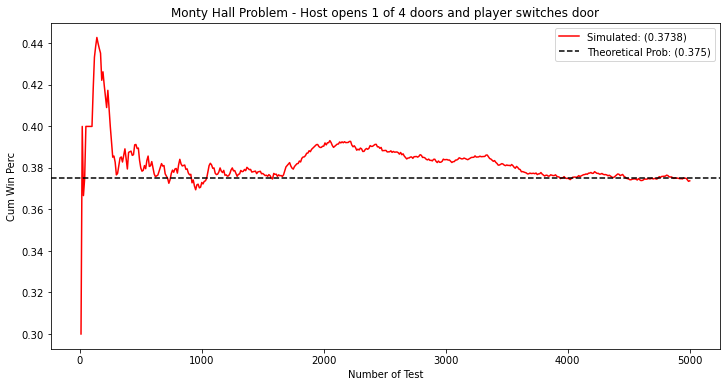 Monty Hall Problem - Host opens 1 of 4 doors and player switches door
Simulated: (0.3738)
Theoretical Prob: (0.375)
Cum Win Perc
0.44
0.42
0.40
0.38
0.36
0.34
0.32
0.30
0
1000
2000
3000
4000
5000
Number of Test